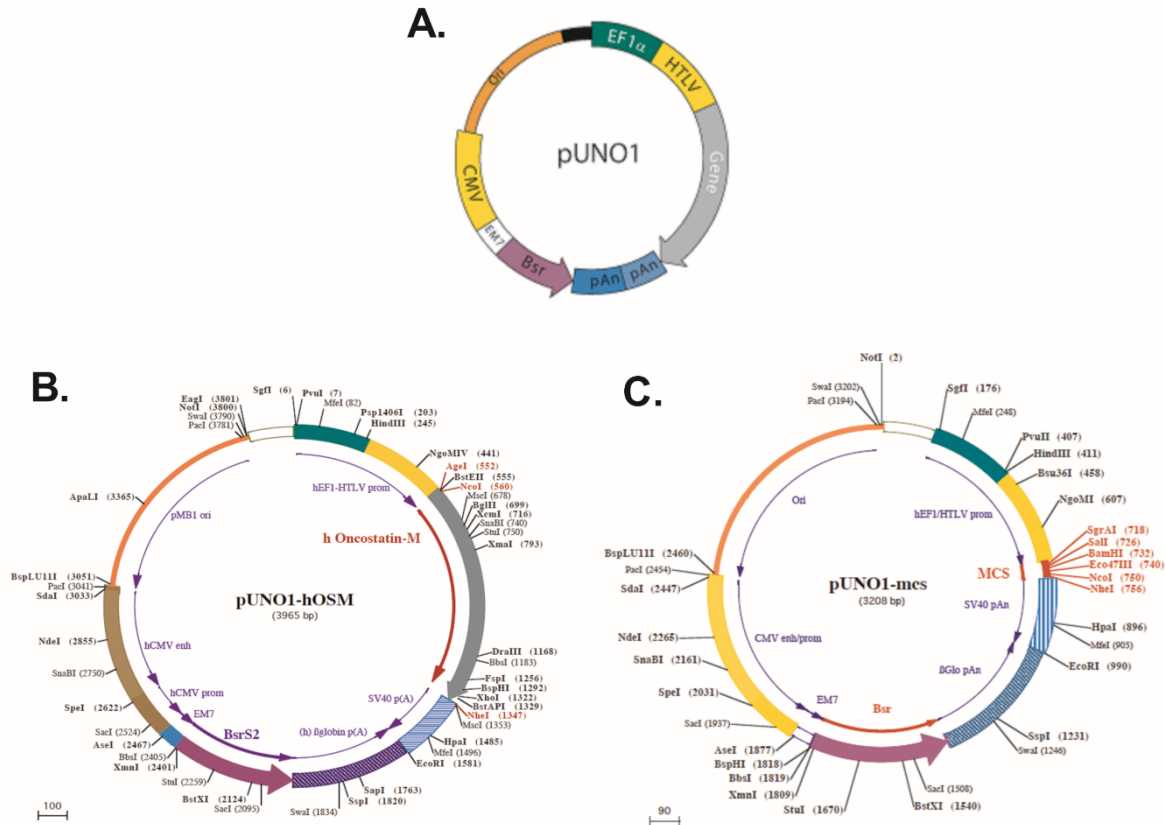 A.
EF1α
HTLV
Gene
pAn
pAn
Bsr
EM7
CMV
Ori
pUNO1
B.
SgfI (6)
PvuI (7)
MfeI (82)
Psp1406I (203)
HindIII (245)
NgoMIV (441)
AgeI (552)
BstEII (555)
NcoI (560)
MscI (678)
BglII (699)
XcmI (716)
SnaBI (740)
StuI (750)
XmaI (793)
DraIII (1168)
BbsI (1183)
FspI (1256)
BspHI (1292)
XhoI (1322)
BstAPI (1329)
NheI (1347)
MscI (1353)
HpaI (1485)
MfeI (1496)
EcoRI (1581)
SapI (1763)
SspI (1820)
SwaI (1834)
SacI (2095)
BstXI (2124)
StuI (2259)
XmnI (2401)
BbsI (2405)
AseI (2467)
SacI (2524)
SpeI (2622)
SnaBI (2750)
NdeI (2855)
SdaI (3033)
PacI (3041)
BspLU11I (3051)
ApaLI (3365)
PacI (3781)
SwaI (3790)
NotI (3800)
EagI (3801)
hEF1-HTLV prom
pMB1 ori
h Oncostatin-M
pUNO1-hOSM
(3965 bp)
hCMV enh
hCMV prom
EM7
BsrS2
SV40 p(A)
(h) ßglobin p(A)
100
C.
NotI (2)
SgfI (176)
MfeI (248)
PvuII (407)
HindIII (411)
Bsu36I (458)
NgoMI (607)
SgrAI (718)
SalI (726)
BamHI (732)
Eco47III (740)
NcoI (750)
NheI (756)
HpaI (896)
MfeI (905)
EcoRI (990)
SspI (1231)
SwaI (1246)
SacI (1508)
BstXI (1540)
StuI (1670)
XmnI (1809)
BbsI (1819)
BspHI (1818)
AseI (1877)
SacI (1937)
SpeI (2031)
SnaBI (2161)
NdeI (2265)
SdaI (2447)
PacI (2454)
BspLU11I (2460)
PacI (3194)
SwaI (3202)
Ori
hEF1/HTLV prom
MCS
pUNO1-mcs
(3208 bp)
SV40 pAn
ßGlo pAn
CMV enh/prom
EM7
Bsr
90